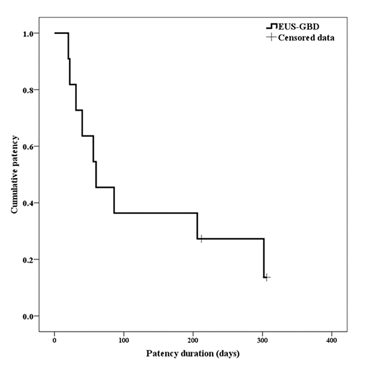 EUS-GBD
Censored data
1.0
0.8
0.6
0.4
0.2
0.0
Cumulative patency
0 100 200 300 400
Patency duration (days)